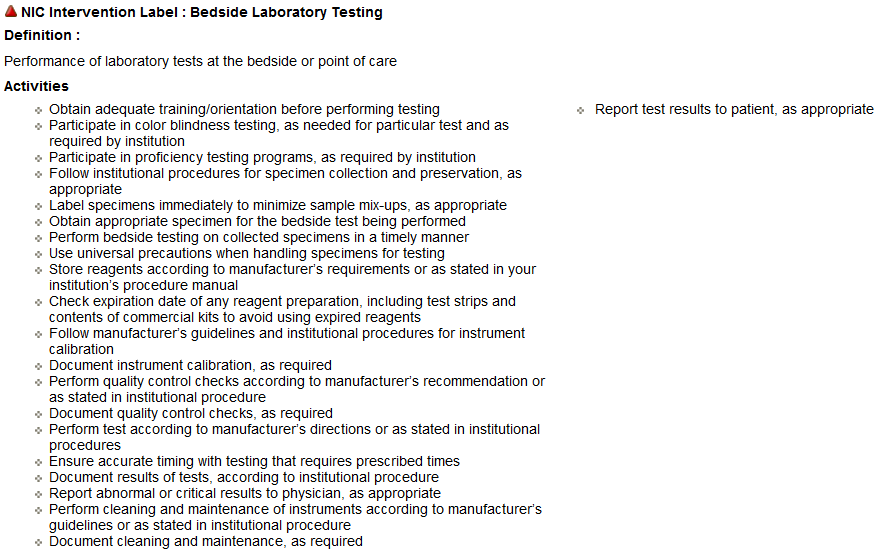 NIC Intervention Label : Bedside Laboratory Testing
Definition :
Performance of laboratory tests at the bedside or point of care
Activities
Obtain adequate training/orientation before performing testing
Participate in color blindness testing, as needed for particular test and as
required by institution
Participate in proficiency testing programs, as required by institution
Follow institutional procedures for specimen collection and preservation, as
appropriate
Label specimens immediately to minimize sample mix-ups, as appropriate
Obtain appropriate specimen for the bedside test being performed
Perform bedside testing on collected specimens in a timely manner
Use universal precautions when handling specimens for testing
Store reagents according to manufacturer’s requirements or as stated in your
institution’s procedure manual
Check expiration date of any reagent preparation, including test strips and
contents of commercial kits to avoid using expired reagents
Follow manufacturer’s guidelines and institutional procedures for instrument
calibration
Document instrument calibration, as required
Perform quality control checks according to manufacturer’s recommendation or
as stated in institutional procedure
Document quality control checks, as required
Perform test according to manufacturer’s directions or as stated in institutional
procedures
Ensure accurate timing with testing that requires prescribed times
Document results of tests, according to institutional procedure
Report abnormal or critical results to physician, as appropriate
Perform cleaning and maintenance of instruments according to manufacturer’s
guidelines or as stated in institutional procedure
Document cleaning and maintenance, as required
Report test results to patient, as appropriate